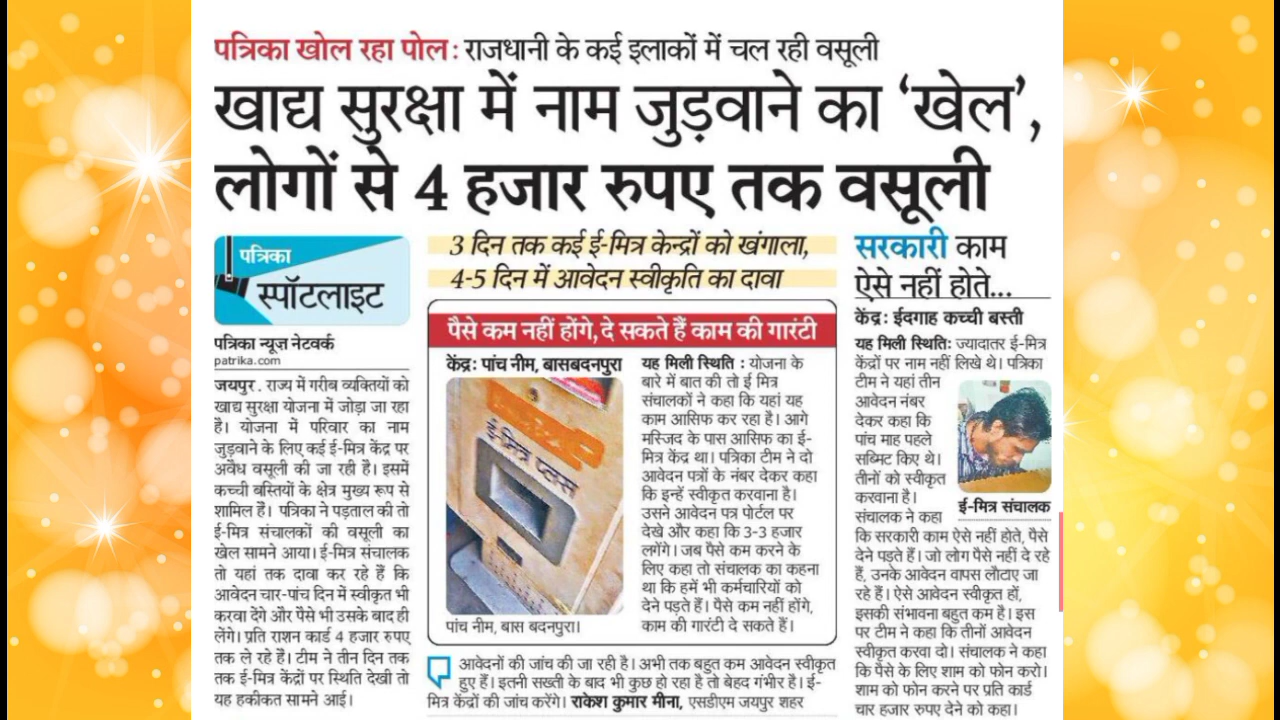 पत्रिका खोल रहा पोल: राजधानी के कई इलाकों में चल रही वसूली
खाद्य सुरक्षा में नाम जुड़वाने का ‘खेल’,
लोगों से 4 हजार रुपए तक वसूली
पत्रिका
स्पॉटलाइट
पत्रिका न्यूज़ नेटवर्क
patrika.com
जयपुर. राज्य में गरीब व्यक्तियों को
खाद्य सुरक्षा योजना में जोड़ा जा रहा
है। योजना में परिवार का नाम
जुड़वाने के लिए कई ई-मित्र केंद्र पर
अवैध वसूली की जा रही है। इसमें
कच्ची बस्तियों के क्षेत्र मुख्य रूप से
शामिल हैं। पत्रिका ने पड़ताल की तो
ई-मित्र संचालकों की वसूली का
खेल सामने आया। ई-मित्र संचालक
तो यहां तक दावा कर रहे हैं कि
आवेदन चार-पांच दिन में स्वीकृत भी
करवा देंगे और पैसे भी उसके बाद ही
लेंगे। प्रति राशन कार्ड 4 हजार रुपए
तक ले रहे है। टीम ने तीन दिन तक
तक ई-मित्र केंद्रों पर स्थिति देखी तो
यह हकीकत सामने आई।
3 दिन तक कई ई-मित्र केन्द्रों को खंगाला,
4-5 दिन में आवेदन स्वीकृति का दावा
पैसे कम नहीं होंगे, दे सकते हैं काम की गारंटी
केंद्र: पांच नीम, बासबदनपुरा
ई-मित्र प्लस
पांच नीम, बास बदनपुरा।
यह मिली स्थिति : योजना के
बारे में बात की तो ई मित्र
संचालकों ने कहा कि यहां यह
काम आसिफ कर रहा है। आगे
मस्जिद के पास आसिफ का ई-
मित्र केंद्र था। पत्रिका टीम ने दो
आवेदन पत्रों के नंबर देकर कहा
कि इन्हें स्वीकृत करवाना है।
उसने आवेदन पत्र पोर्टल पर
देखे और कहा कि 3-3 हजार
लगेंगे। जब पैसे कम करने के
लिए कहा तो संचालक का कहना
था कि हमें भी कर्मचारियों को
देने पड़ते हैं। पैसे कम नहीं होंगे,
काम की गारंटी दे सकते हैं।
आवेदनों की जांच की जा रही है। अभी तक बहुत कम आवेदन स्वीकृत
हुए हैं। इतनी सख्ती के बाद भी कुछ हो रहा है तो बेहद गंभीर है। ई-
मित्र केंद्रों की जांच करेंगे। राकेश कुमार मीना, एसडीएम जयपुर शहर
सरकारी काम
ऐसे नहीं होते...
केंद्र: ईदगाह कच्ची बस्ती
यह मिली स्थिति: ज्यादातर ई-मित्र
केंद्रों पर नाम नहीं लिखे थे। पत्रिका
टीम ने यहां तीन
आवेदन नंबर
देकर कहा कि
पांच माह पहले
सब्मिट किए थे।
तीनों को स्वीकृत
करवाना है।
संचालक ने कहा
ई-मित्र संचालक
कि सरकारी काम ऐसे नहीं होते, पैसे
देने पड़ते हैं। जो लोग पैसे नहीं दे रहे
हैं, उनके आवेदन वापस लौटाए जा
रहे हैं। ऐसे आवेदन स्वीकृत हों,
इसकी संभावना बहुत कम है। इस
पर टीम ने कहा कि तीनों आवेदन
स्वीकृत करवा दो। संचालक ने कहा
कि पैसे के लिए शाम को फोन करो।
शाम को फोन करने पर प्रति कार्ड
चार हजार रुपए देने को कहा।